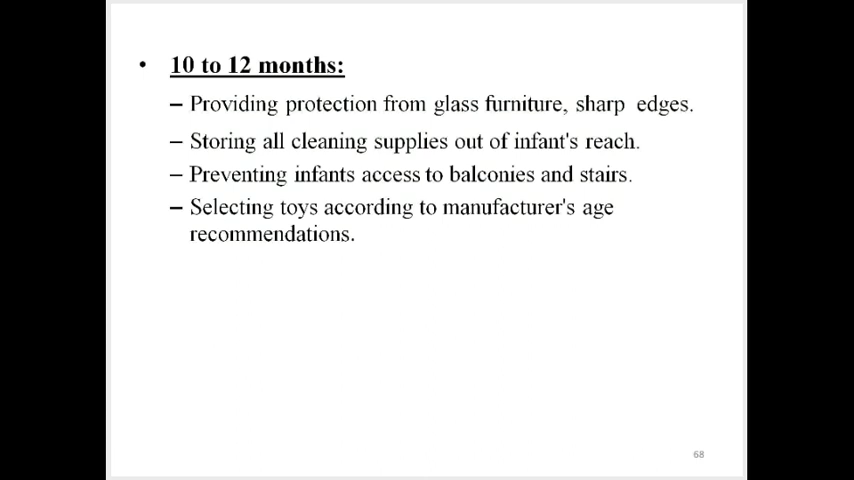 • 10 to 12 months:
– Providing protection from glass furniture, sharp edges.
– Storing all cleaning supplies out of infant's reach.
– Preventing infants access to balconies and stairs.
– Selecting toys according to manufacturer's age
recommendations.
68